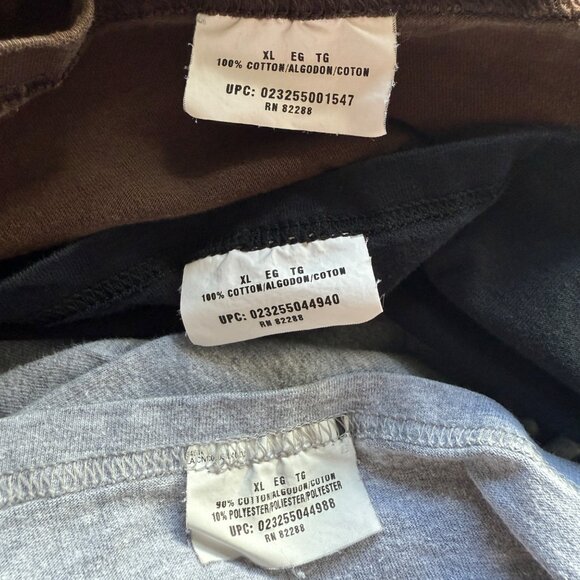 XL EG TG
100% COTTON/ALGODON/COTON
UPC: 023255001547
RN 82288
XL EG TG
100% COTTON/ALGODON/COTON
UPC: 023255044940
RN 82288
XL EG TG
90% COTTON/ALGODON/COTON
10% POLYESTER/POLIESTER/POLYESTER
UPC: 023255044988
RN 82288